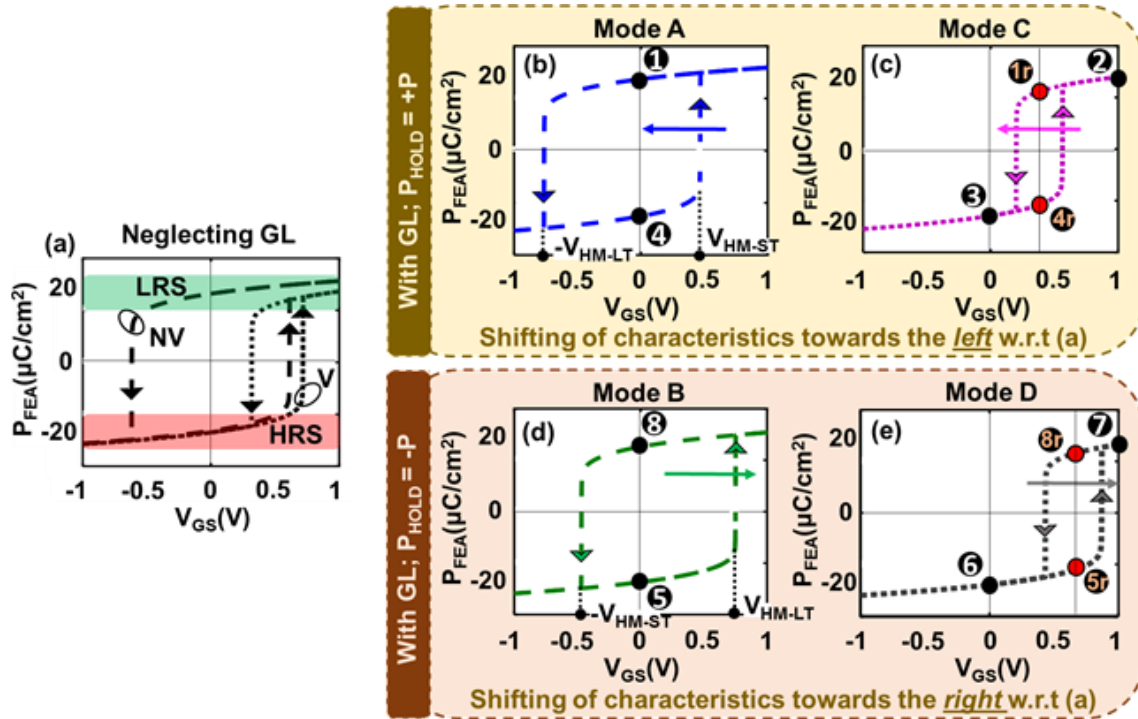 (a)
Neglecting GL
P_FEA(μC/cm²)
20
0
-20
LRS
NV
V
HRS
-1 -0.5 0 0.5 1
V_GS(V)
With GL; P_HOLD = +P
Mode A
(b)
P_FEA(μC/cm²)
20
0
-20
1
4
-V_HM-LT
V_HM-ST
-1 -0.5 0 0.5 1
V_GS(V)
Mode C
(c)
P_FEA(μC/cm²)
20
0
-20
1r
2
3
4r
-1 -0.5 0 0.5 1
V_GS(V)
Shifting of characteristics towards the left w.r.t (a)
With GL; P_HOLD = -P
Mode B
(d)
P_FEA(μC/cm²)
20
0
-20
8
5
-V_HM-ST
V_HM-LT
-1 -0.5 0 0.5 1
V_GS(V)
Mode D
(e)
P_FEA(μC/cm²)
20
0
-20
8r
7
6
5r
-1 -0.5 0 0.5 1
V_GS(V)
Shifting of characteristics towards the right w.r.t (a)